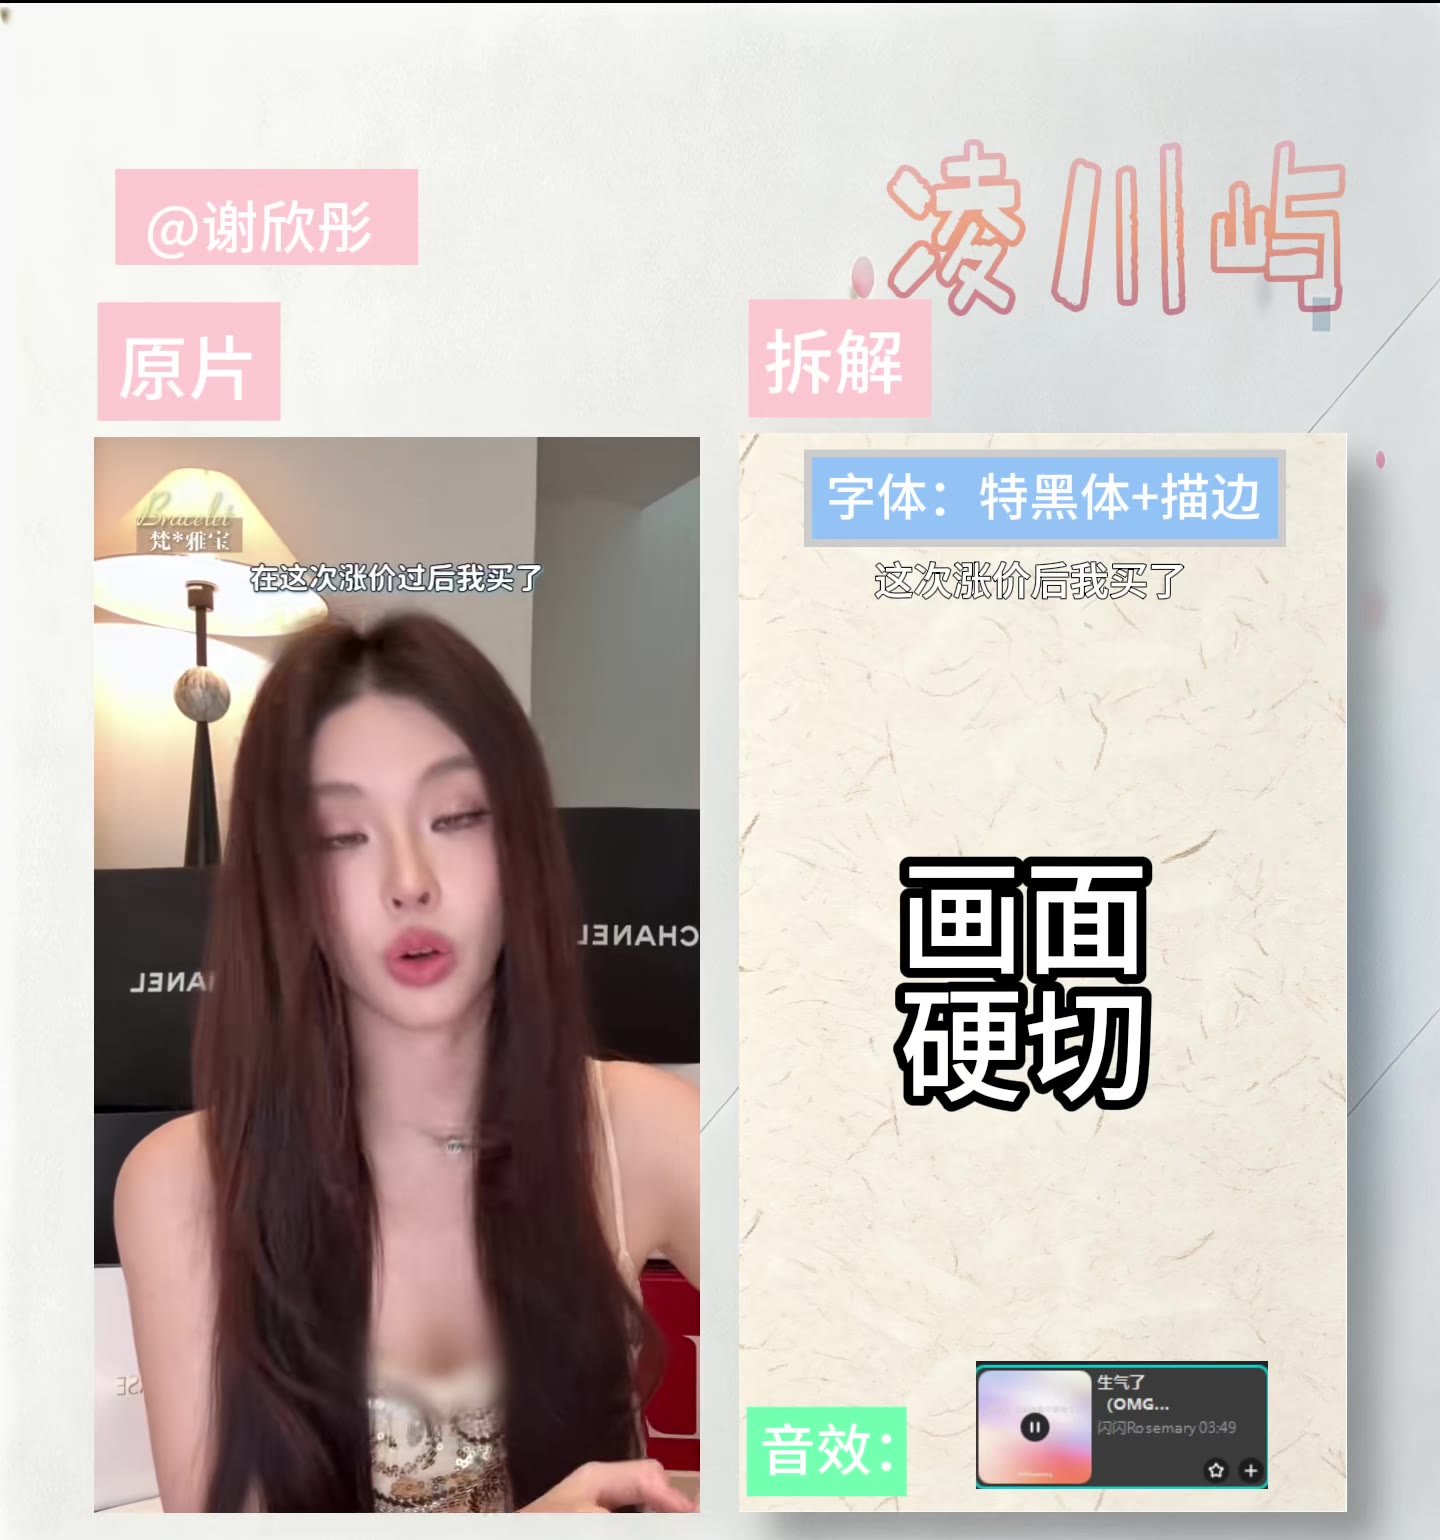 凌川屿
@谢欣彤
原片
拆解
Bracelet
梵*雅宝
在这次涨价过后我买了
CHANEL
字体：特黑体+描边
这次涨价后我买了
画面
硬切
音效：
生气了
（OMG...
闪闪Rosemary 03:49